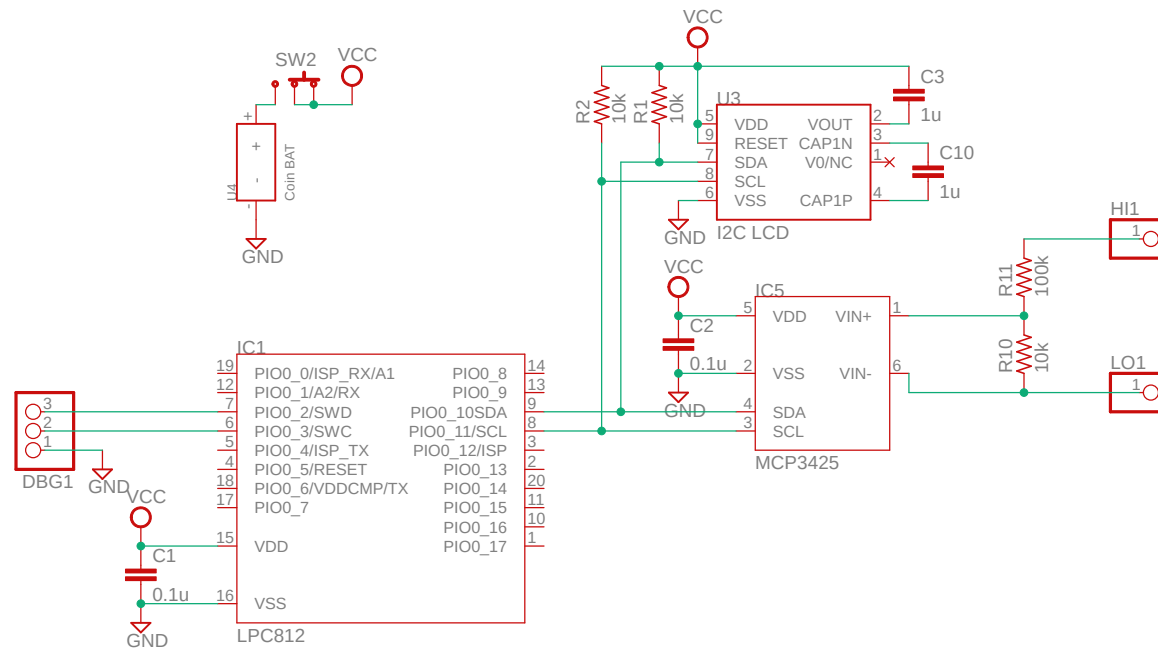 VCC
SW2 VCC
+
+
-
-
U4
Coin BAT
GND
R2
10k
R1
10k
C3
1u
U3
5 VDD VOUT 2
9 RESET CAP1N 3
7 SDA V0/NC 1
8 SCL
6 VSS CAP1P 4
I2C LCD
C10
1u
GND
HI1
1
VCC
R11
100k
IC5
5 VDD VIN+ 1
C2
0.1u
2 VSS VIN- 6
R10
10k
GND
4 SDA
3 SCL
MCP3425
LO1
1
IC1
19 PIO0_0/ISP_RX/A1 PIO0_8 14
12 PIO0_1/A2/RX PIO0_9 13
7 PIO0_2/SWD PIO0_10SDA 9
6 PIO0_3/SWC PIO0_11/SCL 8
5 PIO0_4/ISP_TX PIO0_12/ISP 3
4 PIO0_5/RESET PIO0_13 2
18 PIO0_6/VDDCMP/TX PIO0_14 20
17 PIO0_7 PIO0_15 11
PIO0_16 10
15 VDD PIO0_17 1
16 VSS
LPC812
3
2
1
DBG1
GND
VCC
C1
0.1u
GND